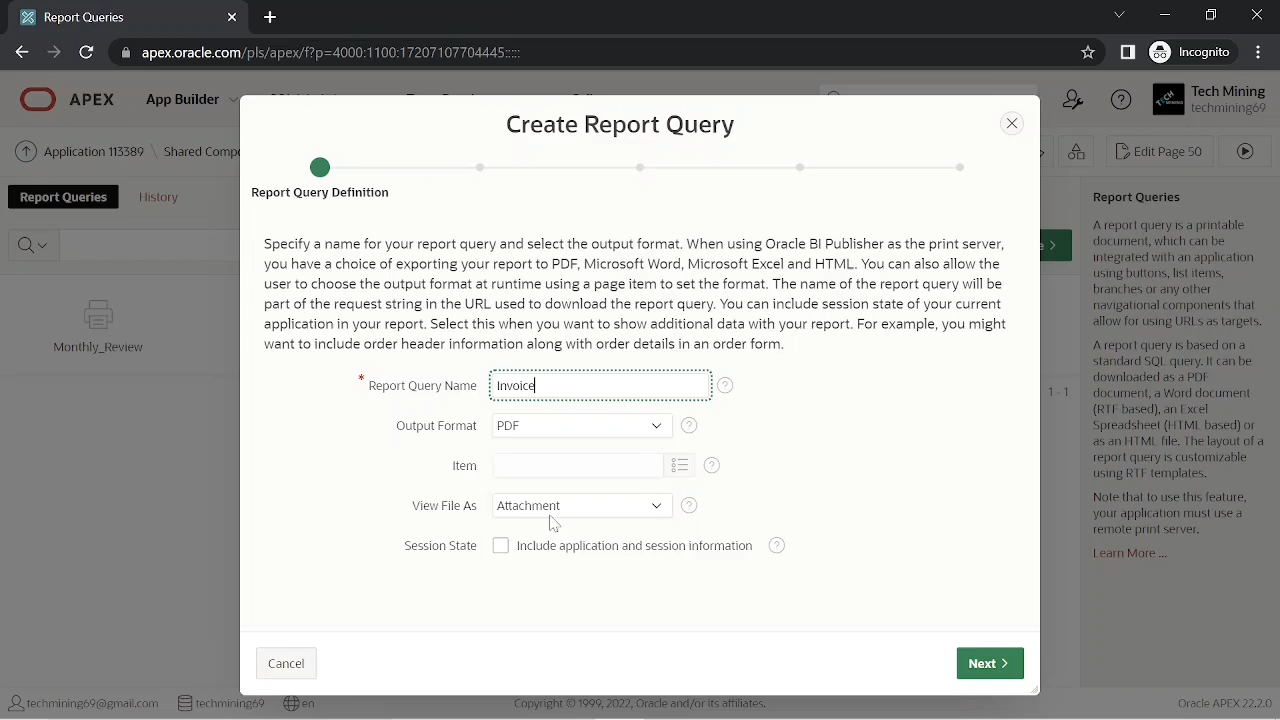 Report Queries
apex.oracle.com/pls/apex/f?p=4000:1100:17207107704445:::::
Incognito
APEX
App Builder
Tech Mining
techmining69
Application 113389 \ Shared Comp
Edit Page 50
Report Queries
History
Monthly_Review
1 - 1
Create Report Query
Report Query Definition
Specify a name for your report query and select the output format. When using Oracle BI Publisher as the print server,
you have a choice of exporting your report to PDF, Microsoft Word, Microsoft Excel and HTML. You can also allow the
user to choose the output format at runtime using a page item to set the format. The name of the report query will be
part of the request string in the URL used to download the report query. You can include session state of your current
application in your report. Select this when you want to show additional data with your report. For example, you might
want to include order header information along with order details in an order form.
* Report Query Name Invoice
Output Format PDF
Item
View File As Attachment
Session State Include application and session information
Cancel
Next
Report Queries
A report query is a printable
document, which can be
integrated with an application
using buttons, list items,
branches, or any other
navigational components that
allow for using URLs as targets.
A report query is based on a
standard SQL query. It can be
downloaded as a PDF
document, a Word document
(RTF based), an Excel
Spreadsheet (HTML based) or
as an HTML file. The layout of a
report query is customizable
using RTF templates.
Note that to use this feature,
your application must use a
remote print server.
Learn More ...
techmining69@gmail.com techmining69 en
Copyright © 1999, 2022, Oracle and/or its affiliates.
Oracle APEX 22.2.0